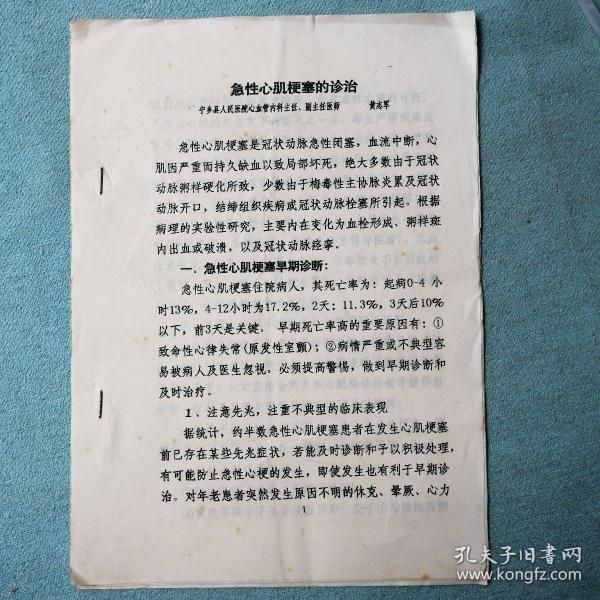 急性心肌梗塞的诊治
宁乡县人民医院心血管内科主任、副主任医师 黄志军
急性心肌梗塞是冠状动脉急性闭塞，血流中断，心
肌因严重而持久缺血以致局部坏死，绝大多数由于冠状
动脉粥样硬化所致，少数由于梅毒性主协脉炎累及冠状
动脉开口，结缔组织疾病或冠状动脉栓塞所引起。根据
病理的实验性研究，主要内在变化为血栓形成、粥样斑
内出血或破溃，以及冠状动脉痉挛。
一．急性心肌梗塞早期诊断：
急性心肌梗塞住院病人，其死亡率为：起病0-4 小
时13%，4-12小时为17.2%，2天：11.3%，3天后10%
以下，前3天是关键． 早期死亡率高的重要原因有：①
致命性心律失常(原发性室颤)；②病情严重或不典型容
易被病人及医生忽视。必须提高警惕，做到早期诊断和
及时治疗。
1、注意先兆，注重不典型的临床表现
据统计，约半数急性心肌梗塞患者在发生心肌梗塞
前已存在某些先兆症状，若能及时诊断和予以积极处理，
有可能防止急性心梗的发生，即使发生也有利于早期诊
治。对年老患者突然发生原因不明的休克、晕厥、心力
1
孔夫子旧书网
www.kongfz.com